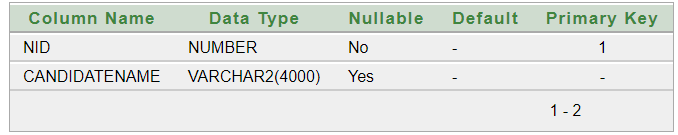 Column Name Data Type Nullable Default Primary Key
NID NUMBER No - 1
CANDIDATENAME VARCHAR2(4000) Yes - -
1 - 2